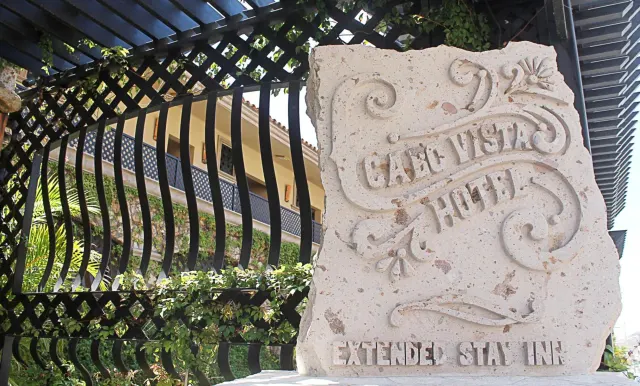 CABO VISTA
HOTEL
EXTENDED STAY INN